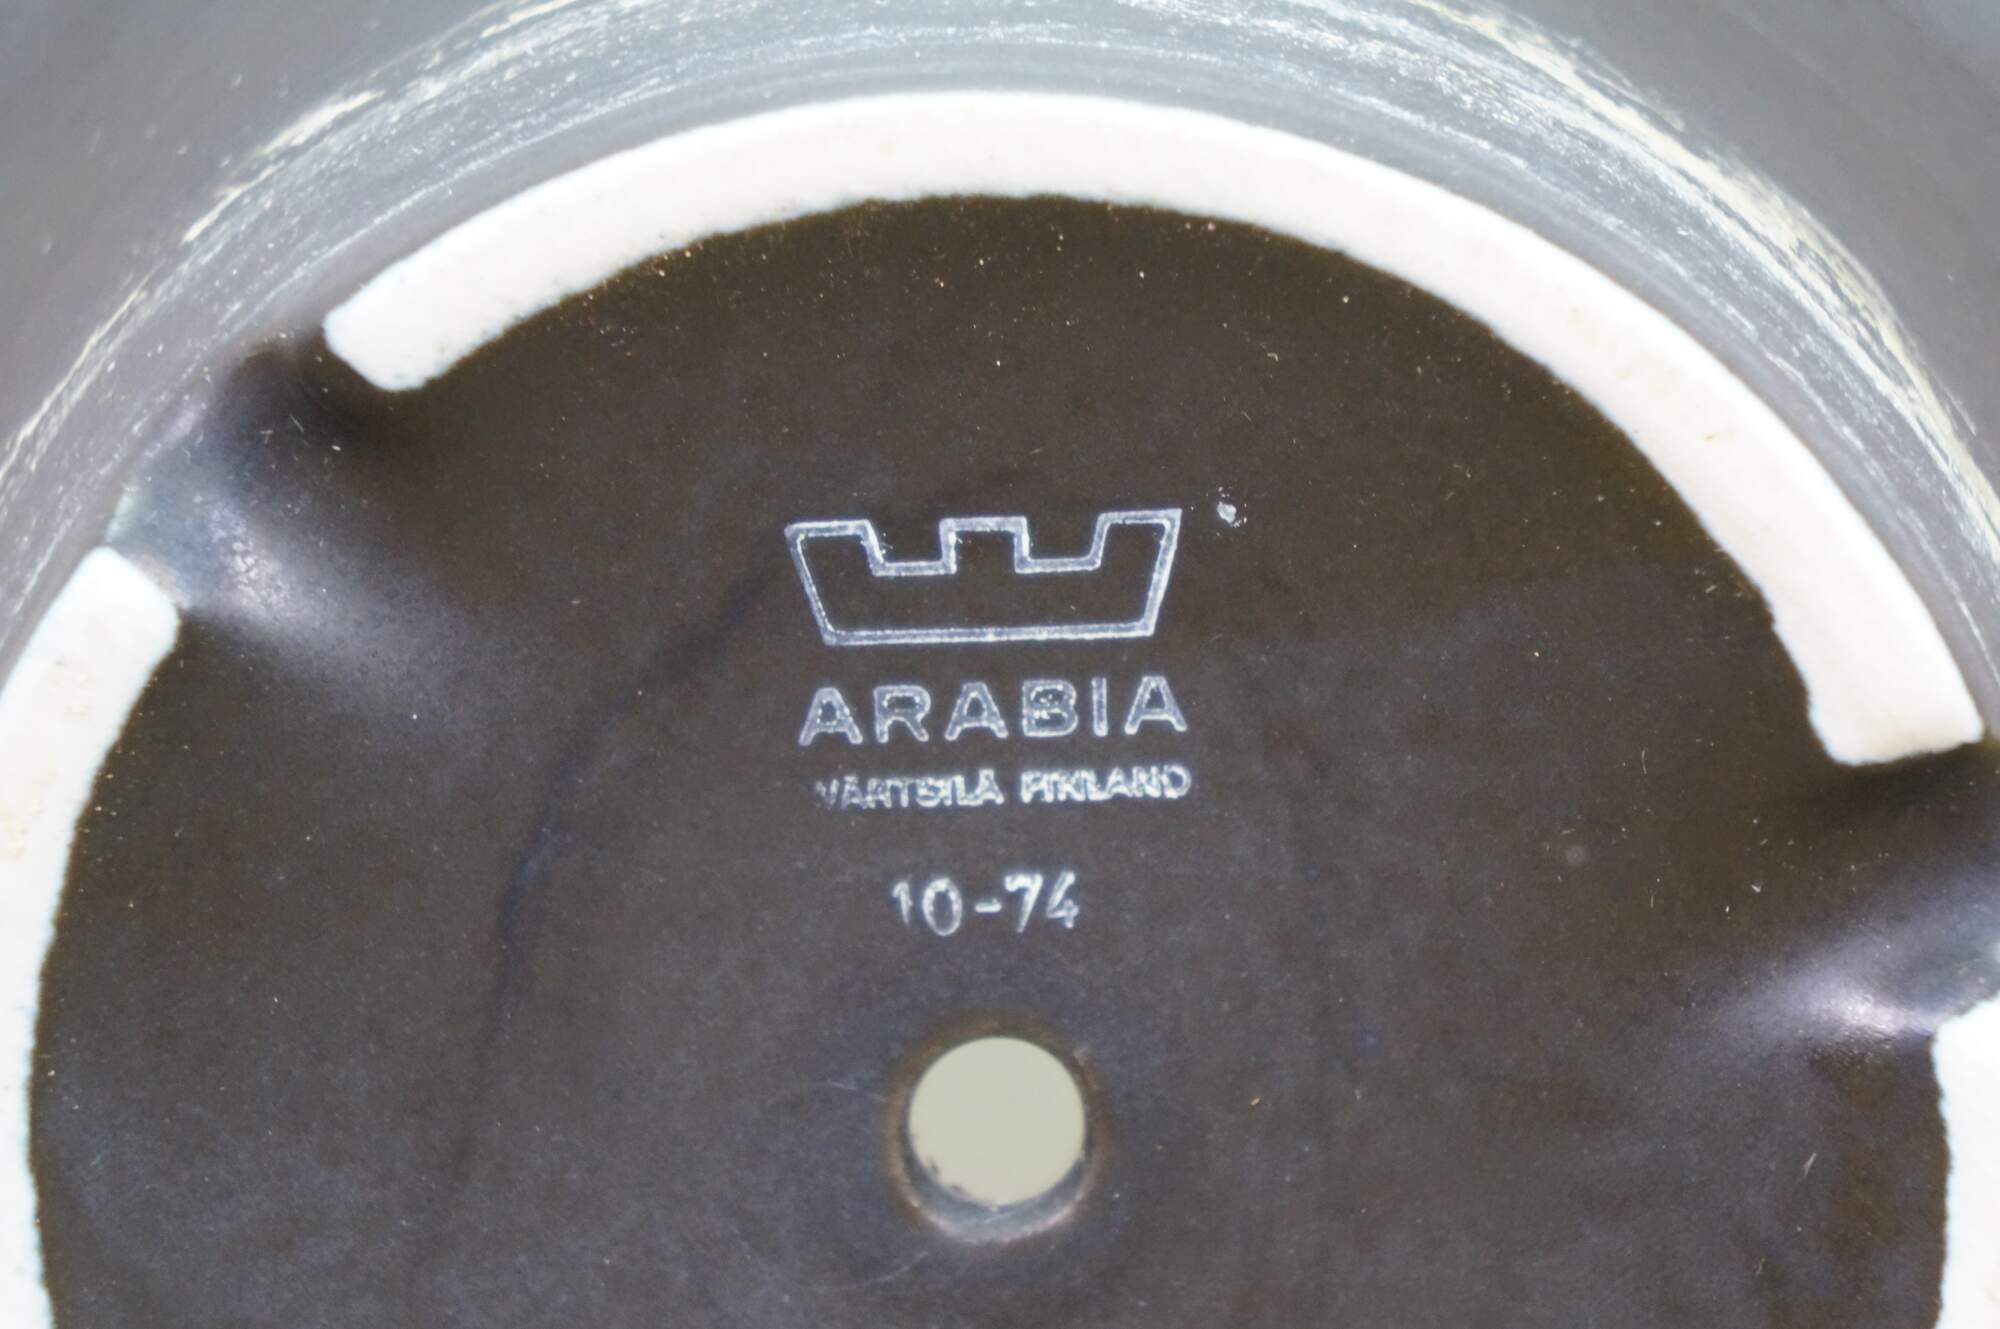 ARABIA
WÄRTSILÄ FINLAND
10-74